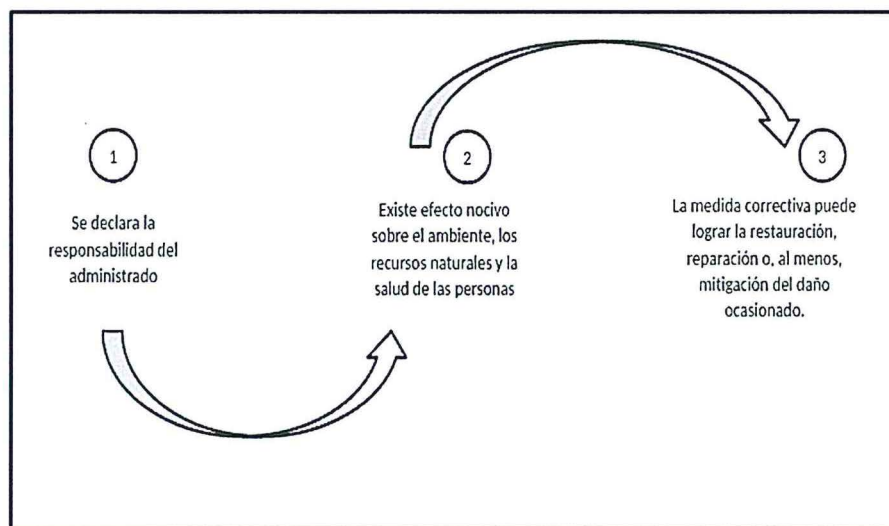 1
Se declara la
responsabilidad del
administrado
2
Existe efecto nocivo
sobre el ambiente, los
recursos naturales y la
salud de las personas
3
La medida correctiva puede
lograr la restauración,
reparación o, al menos,
mitigación del daño
ocasionado.